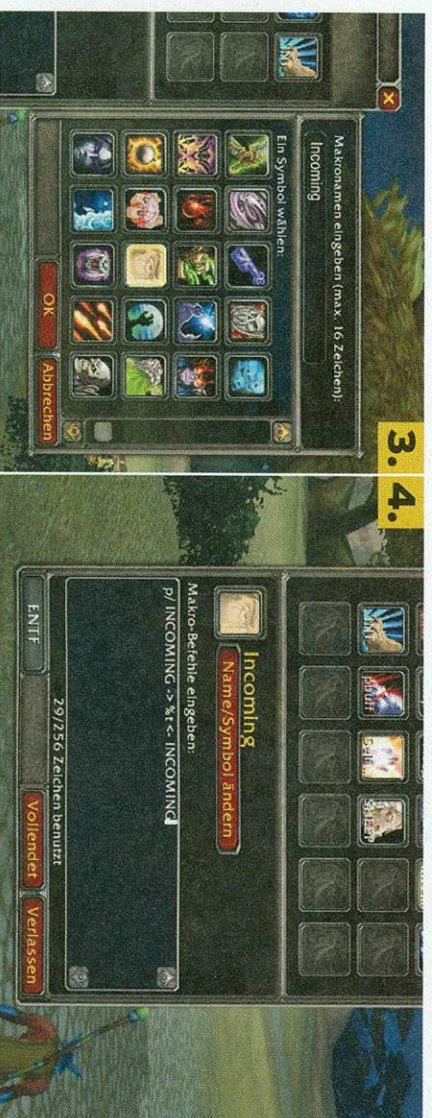 3.
Makronamen eingeben (max. 16 Zeichen):
Incoming
Ein Symbol wählen:
OK
Abbrechen
4.
Incoming
Name/Symbol ändern
Makro-Befehle eingeben:
p/ INCOMING -> %t <- INCOMING
29/256 Zeichen benutzt
ENTF
Vollendet
Verlassen